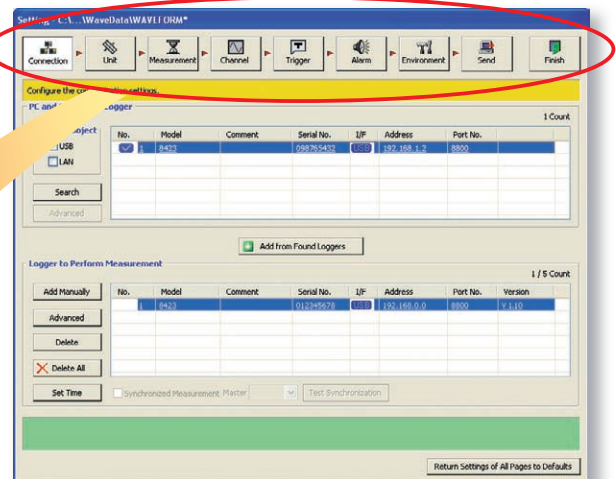 Setting - C:\...\WaveData\WAVEFORM*
Connection Unit Measurement Channel Trigger Alarm Environment Send Finish
Configure the settings.
PC and Logger
1 Count
No. Model Comment Serial No. I/F Address Port No.
USB
1 8423 098765432 USB 192.168.1.2 8800
LAN
Search
Advanced
Add from Found Loggers
Logger to Perform Measurement
1 / 5 Count
Add Manually
No. Model Comment Serial No. I/F Address Port No. Version
1 8423 012345678 USB 192.168.0.0 8800 V 1.10
Advanced
Delete
Delete All
Set Time
Synchronized Measurement Master Test Synchronization
Return Settings of All Pages to Defaults